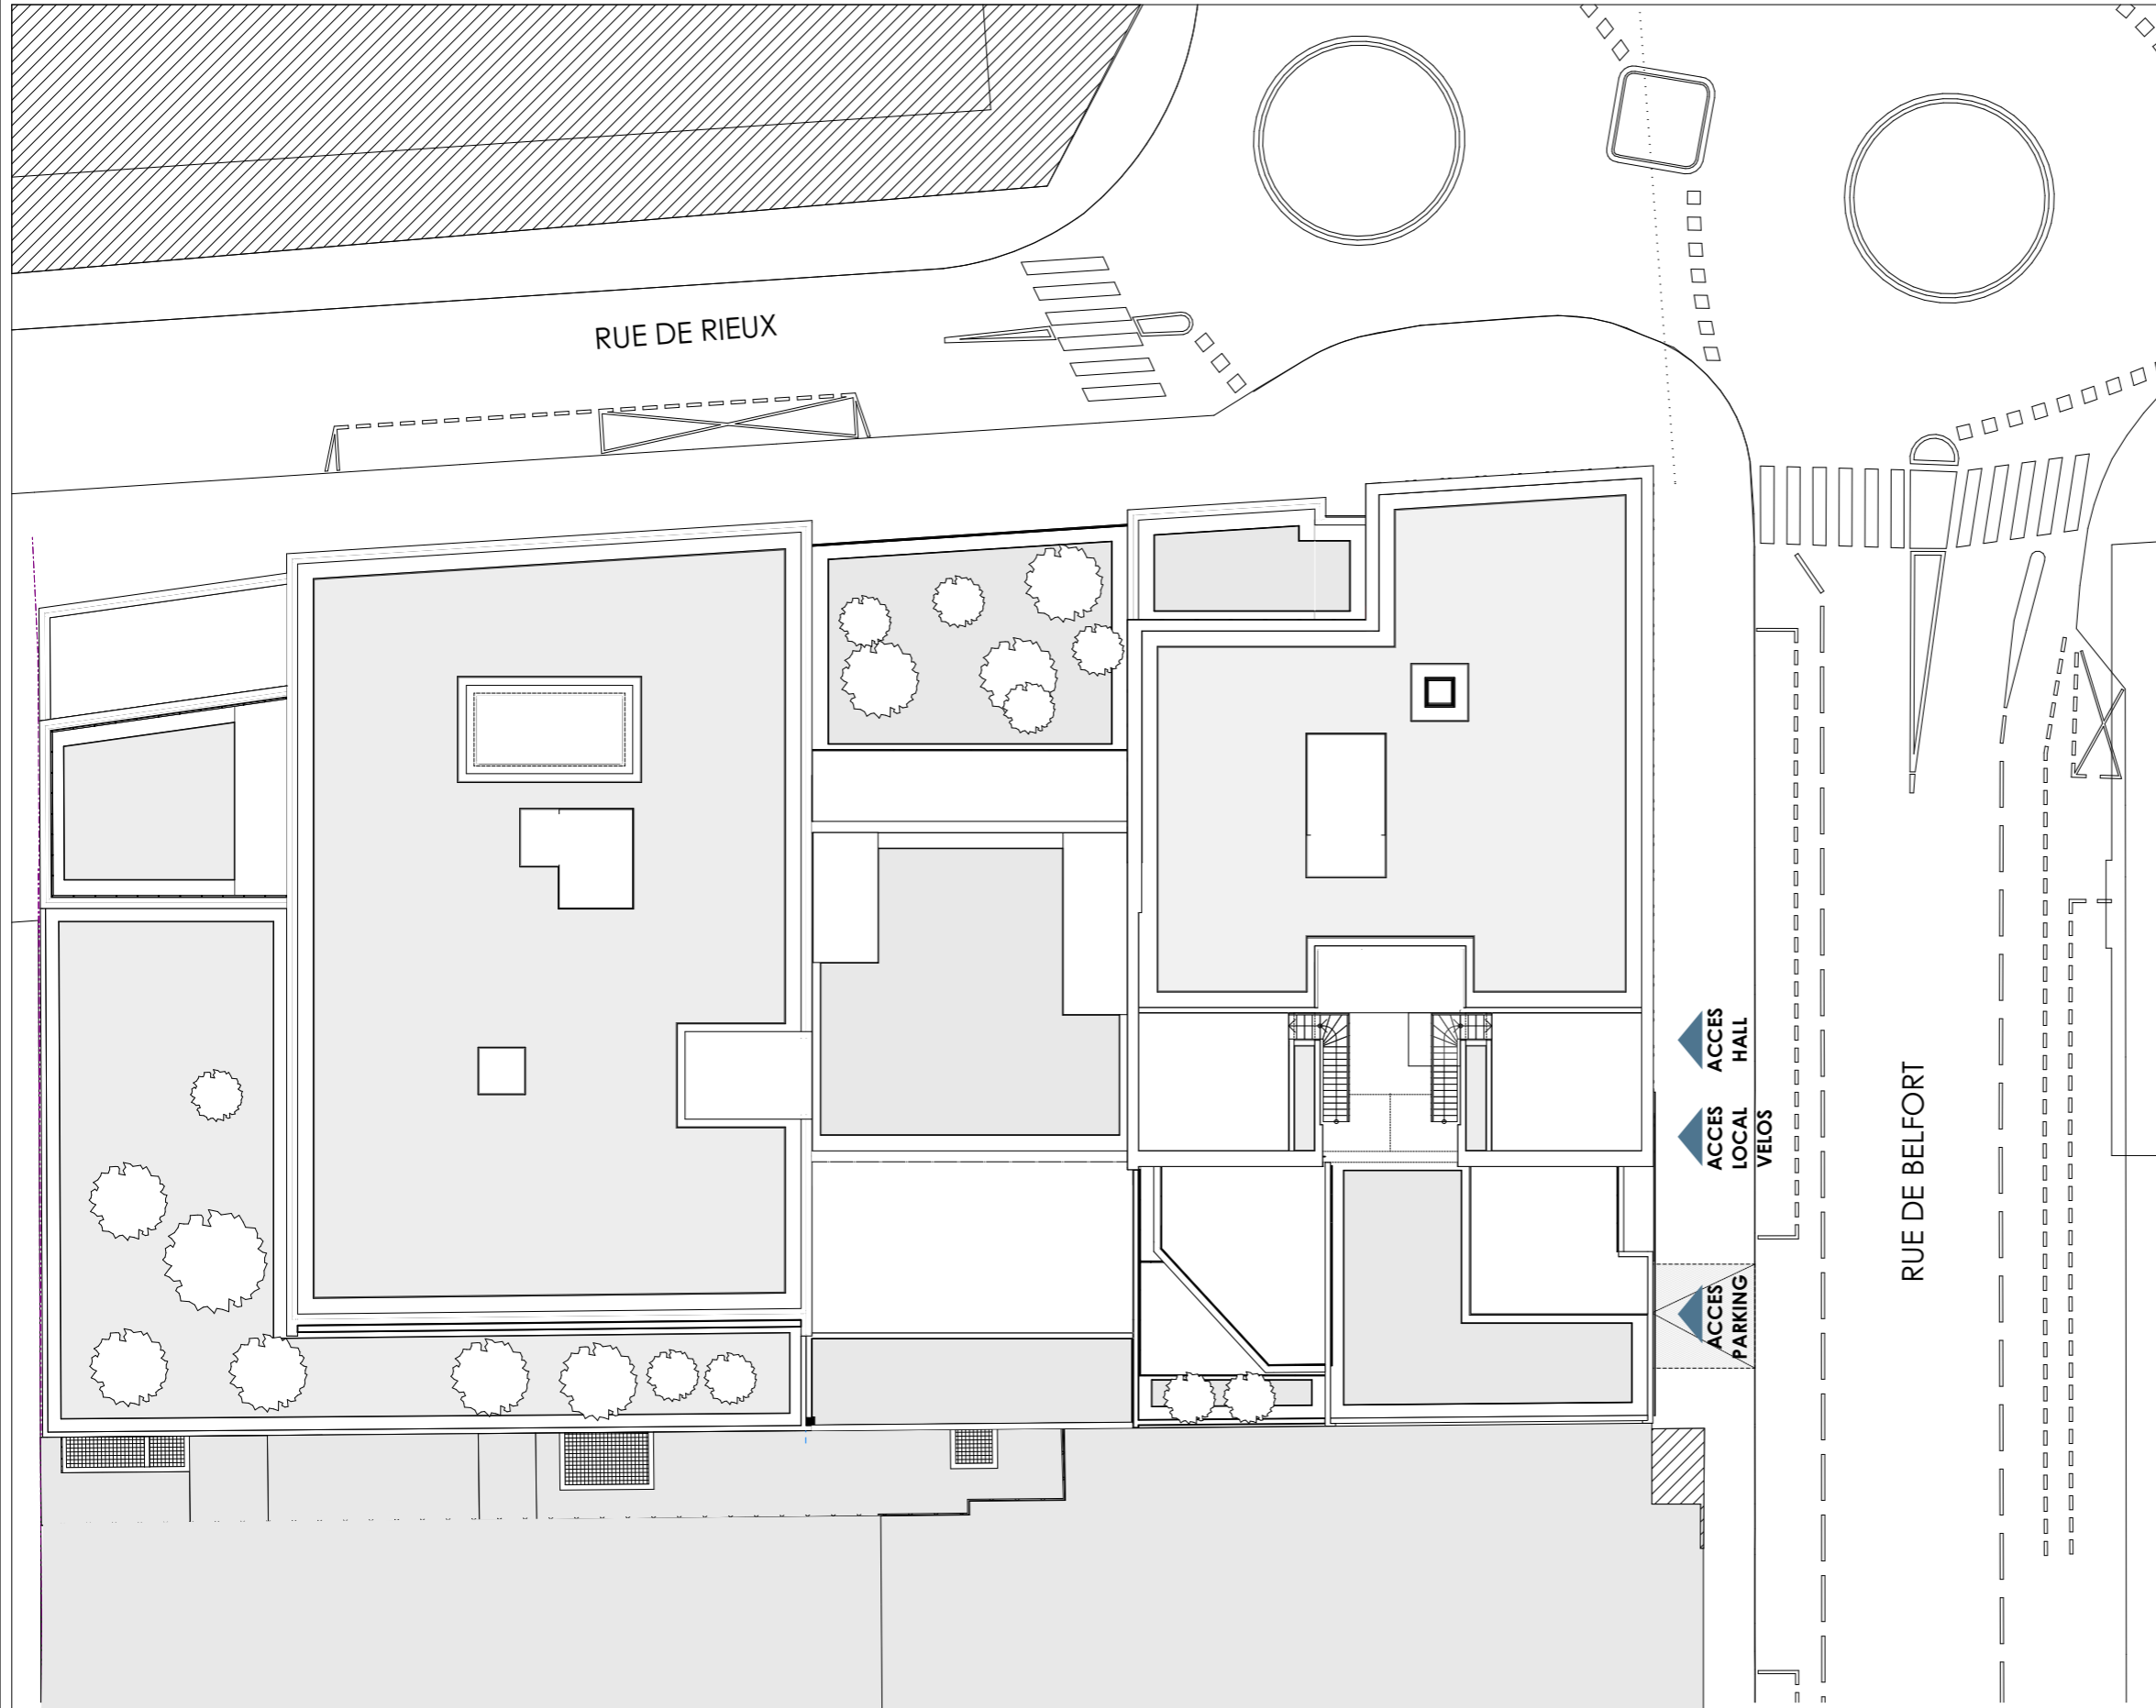 RUE DE RIEUX
ACCES
HALL
ACCES
LOCAL
VELOS
RUE DE BELFORT
ACCES
PARKING